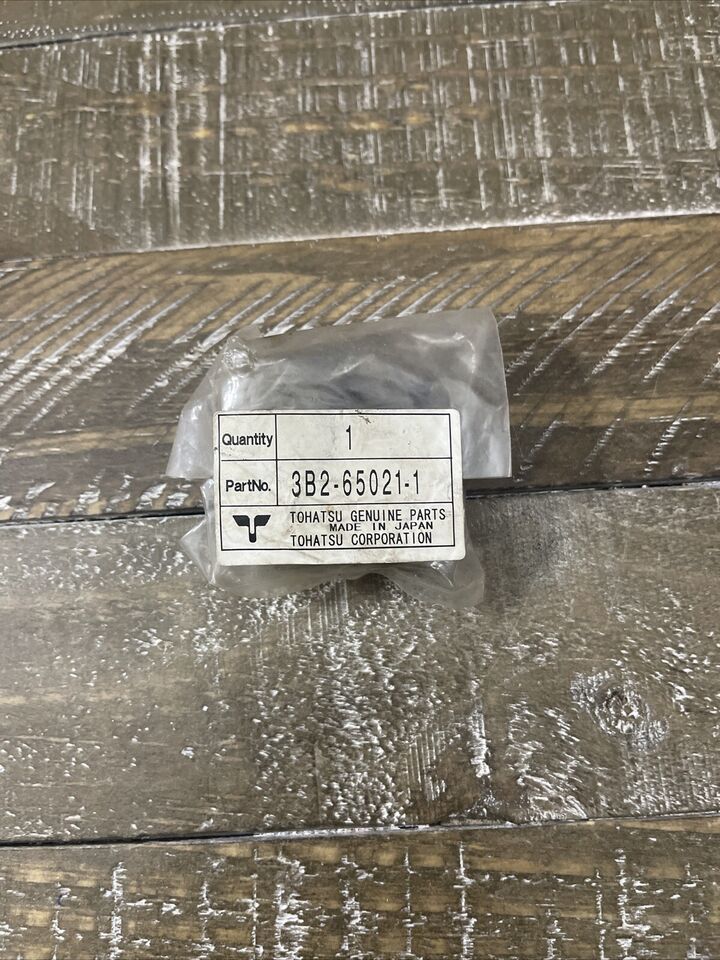 Quantity 1
PartNo. 3B2-65021-1
TOHATSU GENUINE PARTS
MADE IN JAPAN
TOHATSU CORPORATION